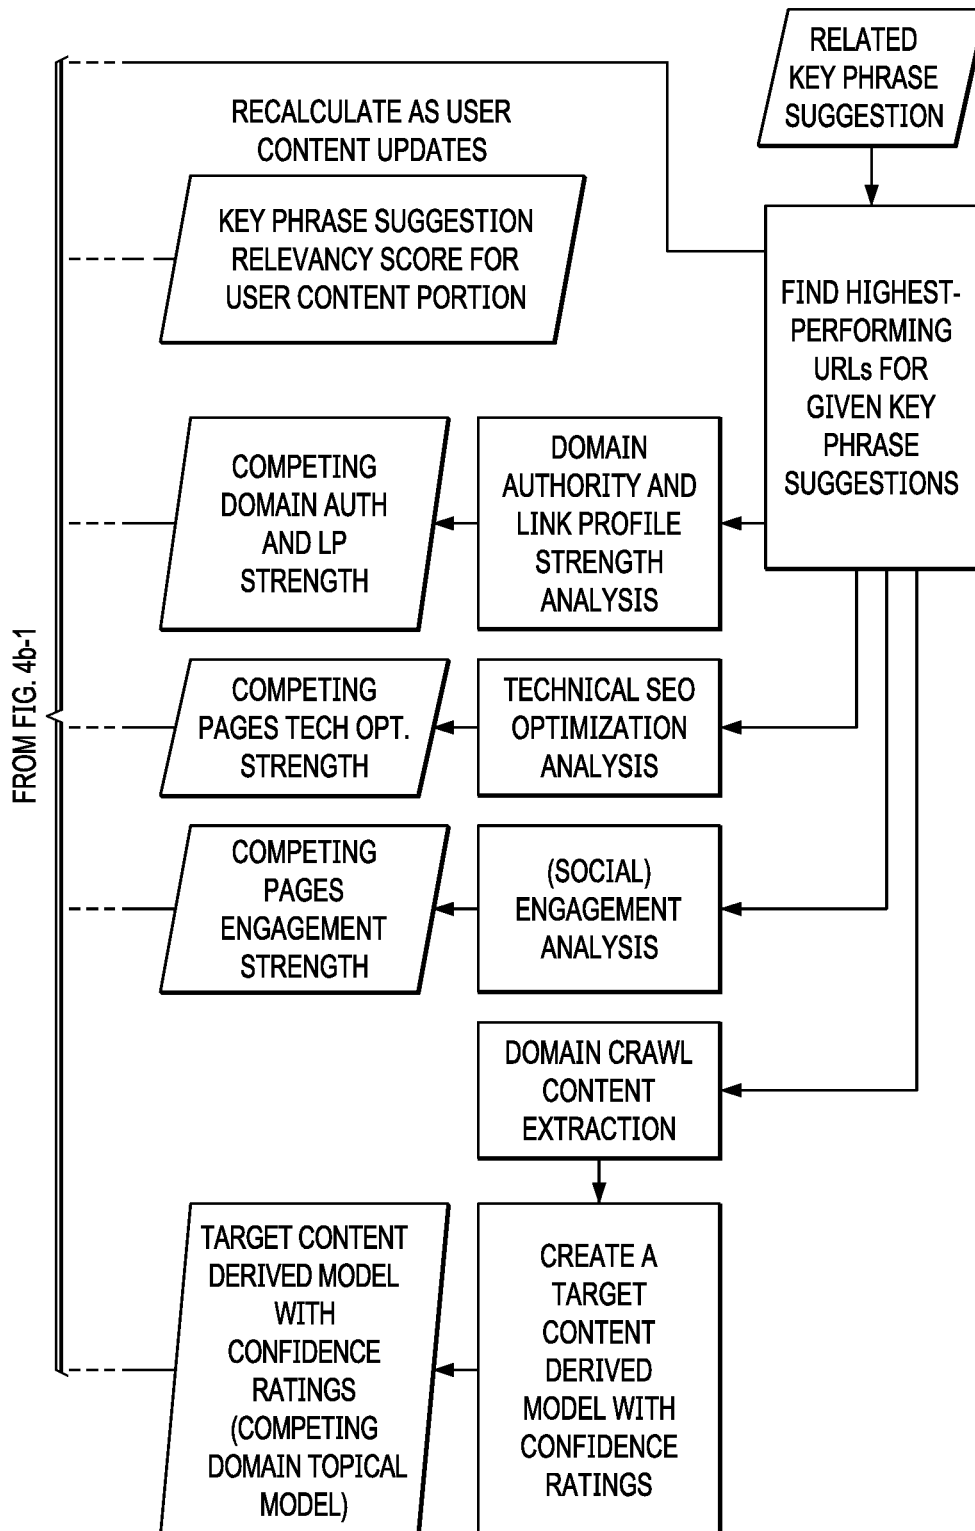 RELATED
KEY PHRASE
SUGGESTION
RECALCULATE AS USER
CONTENT UPDATES
KEY PHRASE SUGGESTION
RELEVANCY SCORE FOR
USER CONTENT PORTION
FIND HIGHEST-
PERFORMING
URLs FOR
GIVEN KEY
PHRASE
SUGGESTIONS
COMPETING
DOMAIN AUTH
AND LP
STRENGTH
DOMAIN
AUTHORITY AND
LINK PROFILE
STRENGTH
ANALYSIS
FROM FIG. 4b-1
COMPETING
PAGES TECH OPT.
STRENGTH
TECHNICAL SEO
OPTIMIZATION
ANALYSIS
COMPETING
PAGES
ENGAGEMENT
STRENGTH
(SOCIAL)
ENGAGEMENT
ANALYSIS
DOMAIN CRAWL
CONTENT
EXTRACTION
TARGET CONTENT
DERIVED MODEL
WITH
CONFIDENCE
RATINGS
(COMPETING
DOMAIN TOPICAL
MODEL)
CREATE A
TARGET
CONTENT
DERIVED
MODEL WITH
CONFIDENCE
RATINGS